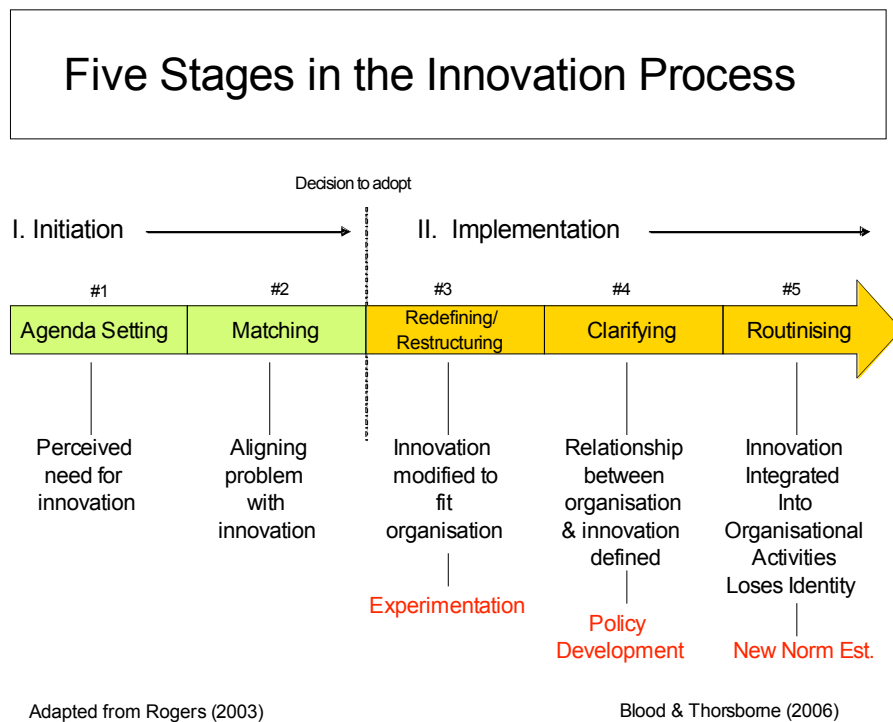 Five Stages in the Innovation Process
Decision to adopt
I. Initiation
II. Implementation
#1
#2
#3
#4
#5
Agenda Setting
Matching
Redefining/
Restructuring
Clarifying
Routinising
Perceived
need for
innovation
Aligning
problem
with
innovation
Innovation
modified to
fit
organisation
Experimentation
Relationship
between
organisation
& innovation
defined
Policy
Development
Innovation
Integrated
Into
Organisational
Activities
Loses Identity
New Norm Est.
Adapted from Rogers (2003)
Blood & Thorsborne (2006)